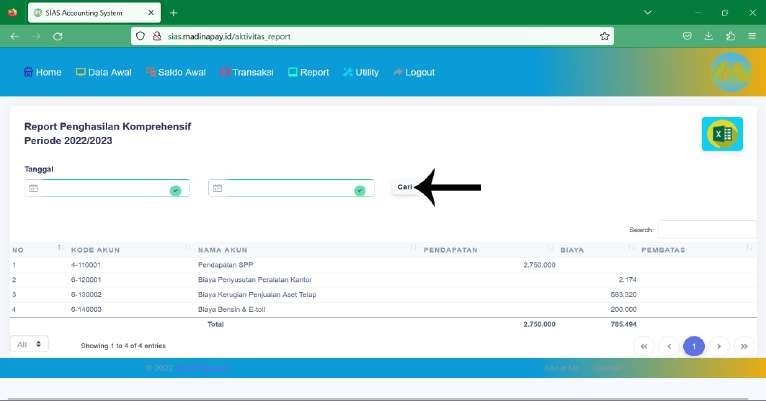 SIAS Accounting System
sias.madinapay.id/aktivitas_report
Home Data Awal Saldo Awal Transaksi Report Utility Logout
Report Penghasilan Komprehensif
Periode 2022/2023
Tanggal
Cari
Search:
NO KODE AKUN NAMA AKUN PENDAPATAN BIAYA PEMBATAS
1 4-110001 Pendapatan SPP 2.750.000
2 6-120001 Biaya Penyusutan Peralatan Kantor 2.174
3 6-130002 Biaya Kerugian Penjualan Aset Tetap 583.320
4 6-140003 Biaya Bensin & E-toll 200.000
Total 2.750.000 785.494
All Showing 1 to 4 of 4 entries « ‹ 1 › »
© 2022 About Us